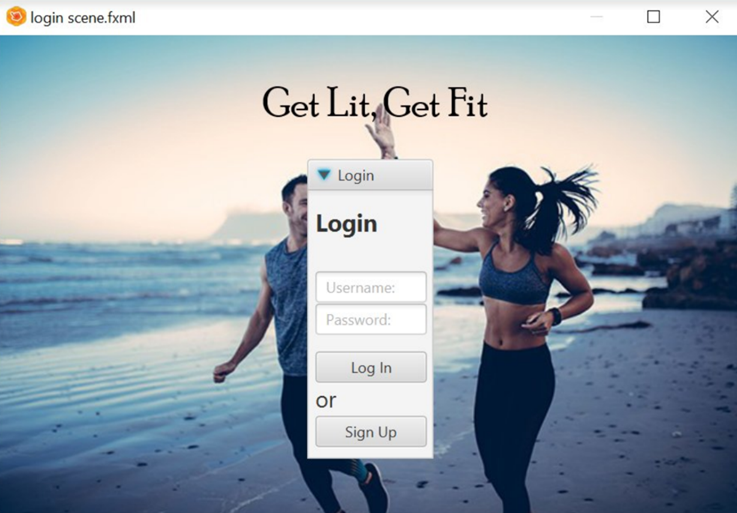 login scene.fxml
Get Lit, Get Fit
Login
Login
Username:
Password:
Log In
or
Sign Up